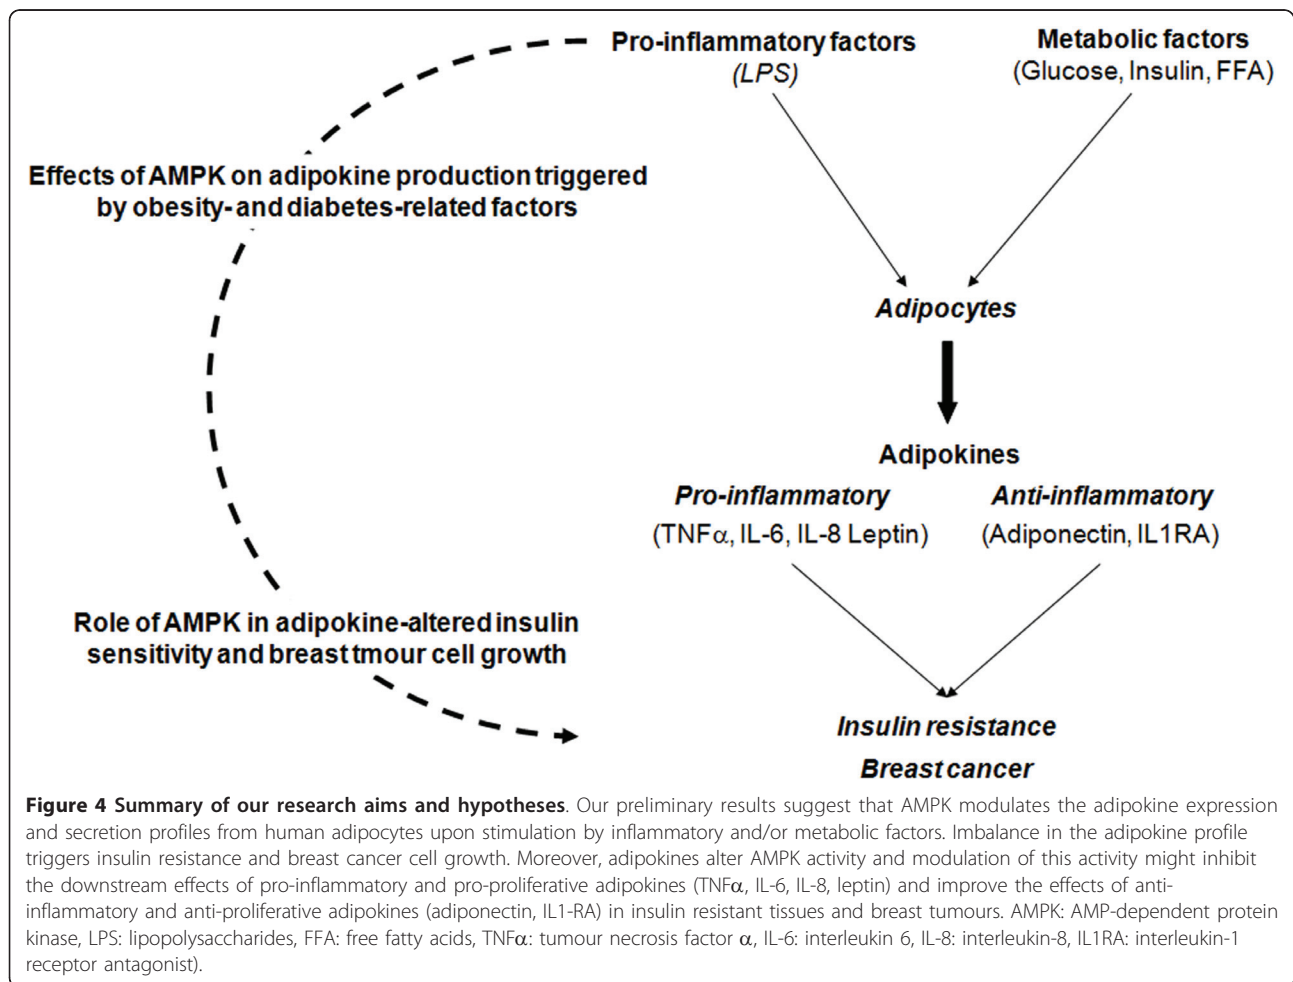 Pro-inflammatory factors
(LPS)
Metabolic factors
(Glucose, Insulin, FFA)
Effects of AMPK on adipokine production triggered
by obesity- and diabetes-related factors
Adipocytes
Adipokines
Pro-inflammatory
(TNFα, IL-6, IL-8 Leptin)
Anti-inflammatory
(Adiponectin, IL1RA)
Role of AMPK in adipokine-altered insulin
sensitivity and breast tmour cell growth
Insulin resistance
Breast cancer
Figure 4 Summary of our research aims and hypotheses. Our preliminary results suggest that AMPK modulates the adipokine expression
and secretion profiles from human adipocytes upon stimulation by inflammatory and/or metabolic factors. Imbalance in the adipokine profile
triggers insulin resistance and breast cancer cell growth. Moreover, adipokines alter AMPK activity and modulation of this activity might inhibit
the downstream effects of pro-inflammatory and pro-proliferative adipokines (TNFα, IL-6, IL-8, leptin) and improve the effects of anti-
inflammatory and anti-proliferative adipokines (adiponectin, IL1-RA) in insulin resistant tissues and breast tumours. AMPK: AMP-dependent protein
kinase, LPS: lipopolysaccharides, FFA: free fatty acids, TNFα: tumour necrosis factor α, IL-6: interleukin 6, IL-8: interleukin-8, IL1RA: interleukin-1
receptor antagonist).